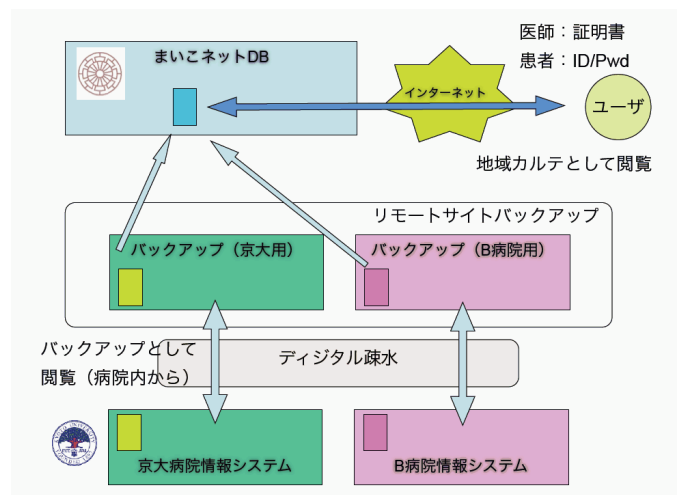 医師：証明書
患者：ID/Pwd
まいこネットDB
インターネット
ユーザ
地域カルテとして閲覧
リモートサイトバックアップ
バックアップ（京大用）
バックアップ（B病院用）
バックアップとして
閲覧（病院内から）
ディジタル疎水
京大病院情報システム
B病院情報システム